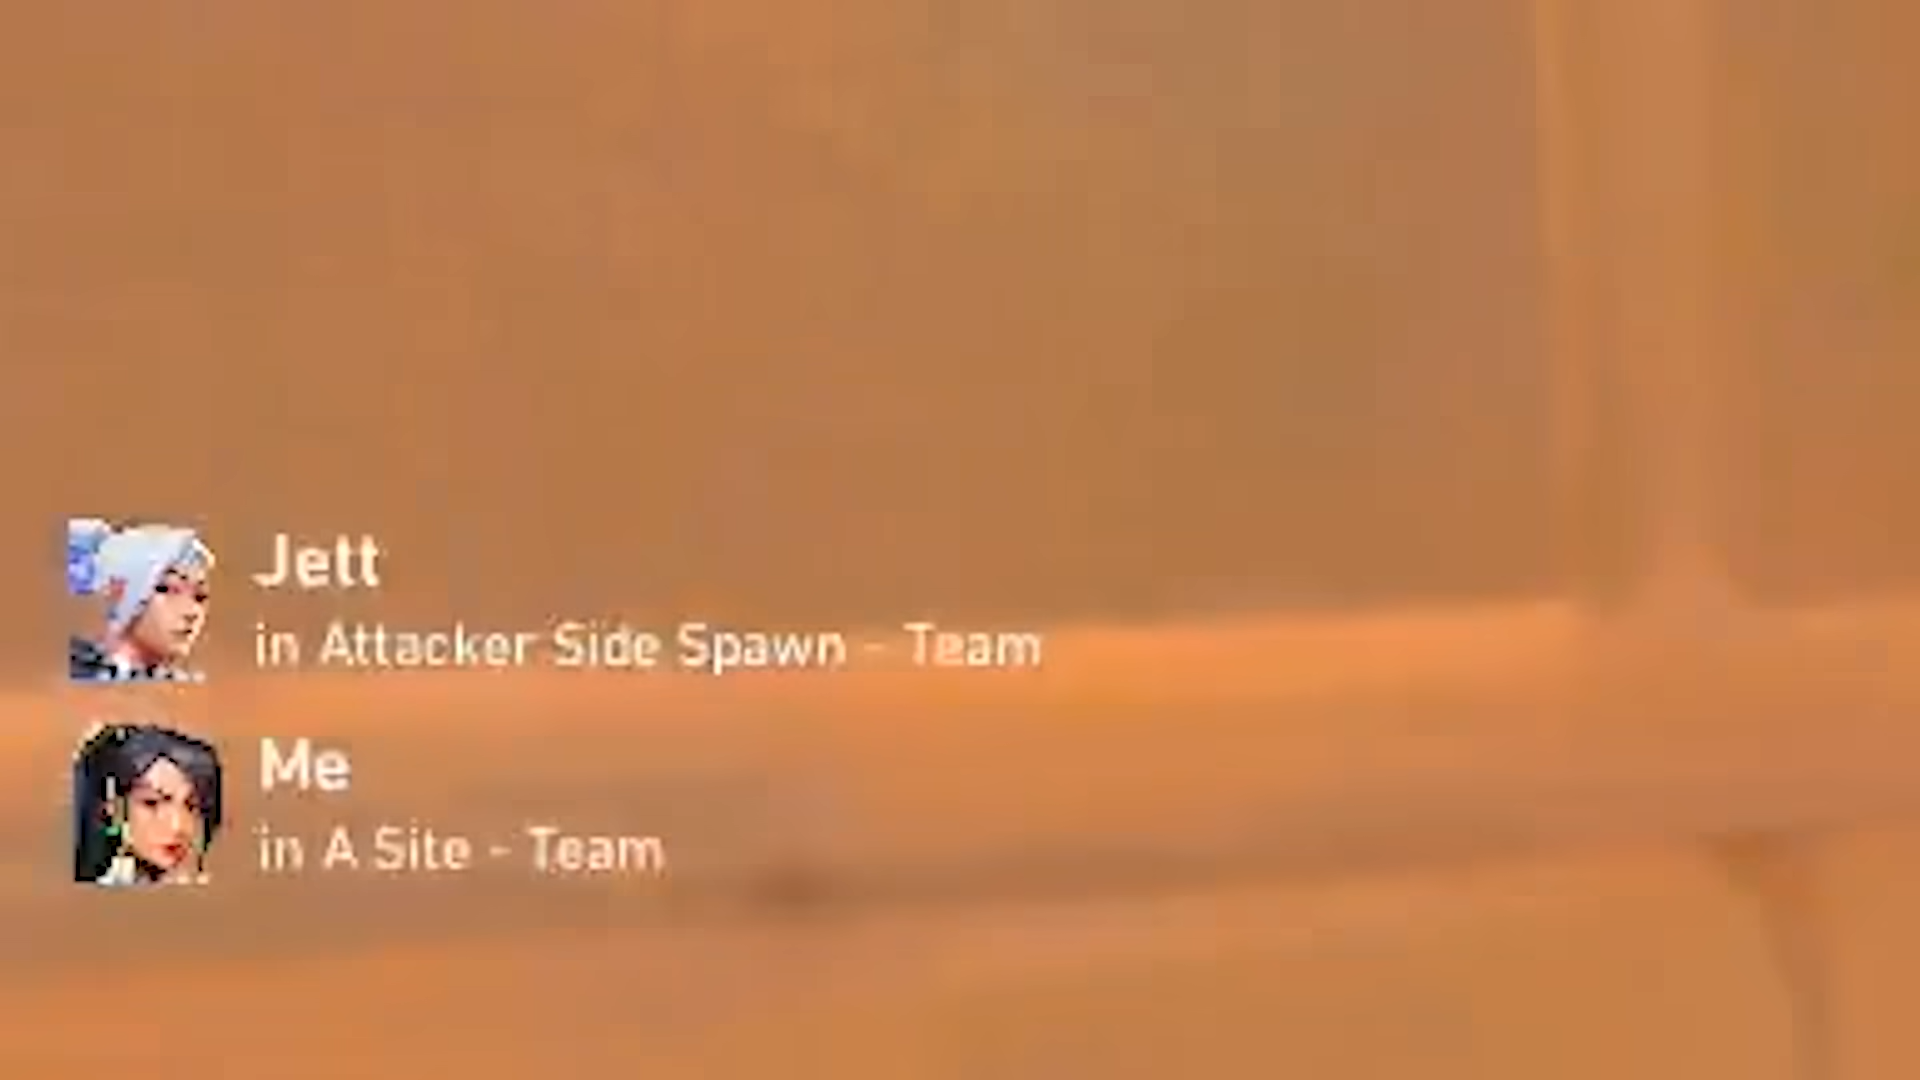 Jett
in Attacker Side Spawn - Team
Me
in A Site - Team